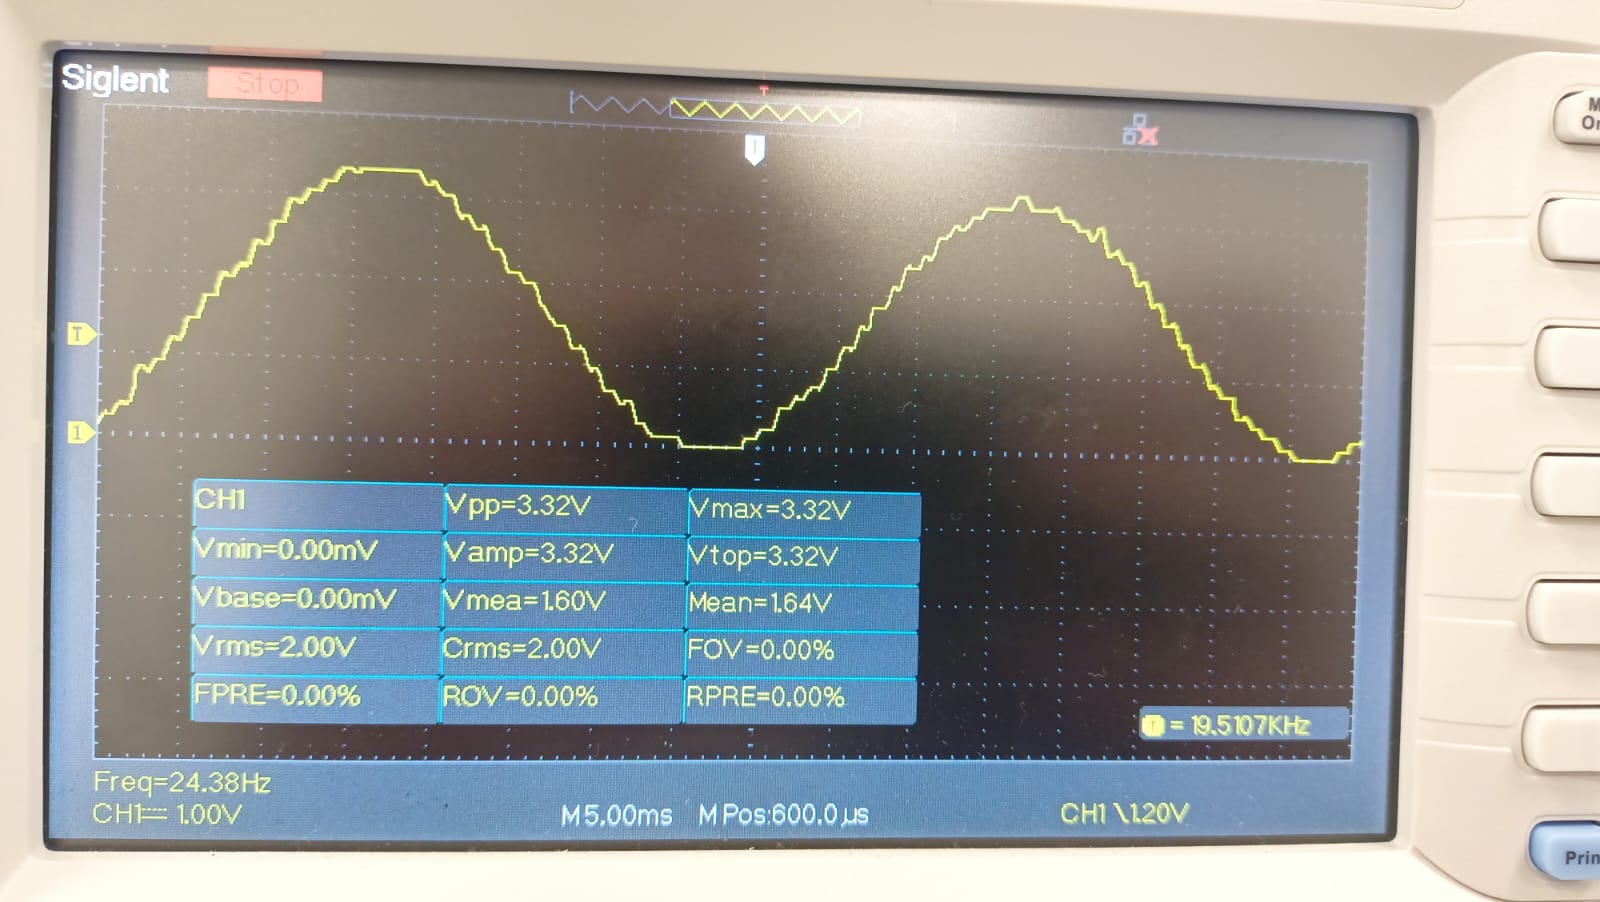 Siglent Stop
T
T
T
1
CH1 Vpp=3.32V Vmax=3.32V
Vmin=0.00mV Vamp=3.32V Vtop=3.32V
Vbase=0.00mV Vmea=1.60V Mean=1.64V
Vrms=2.00V Crms=2.00V FOV=0.00%
FPRE=0.00% ROV=0.00% RPRE=0.00%
T = 19.5107KHz
Freq=24.38Hz
CH1 1.00V M5.00ms M Pos:600.0µs CH1 \1.20V